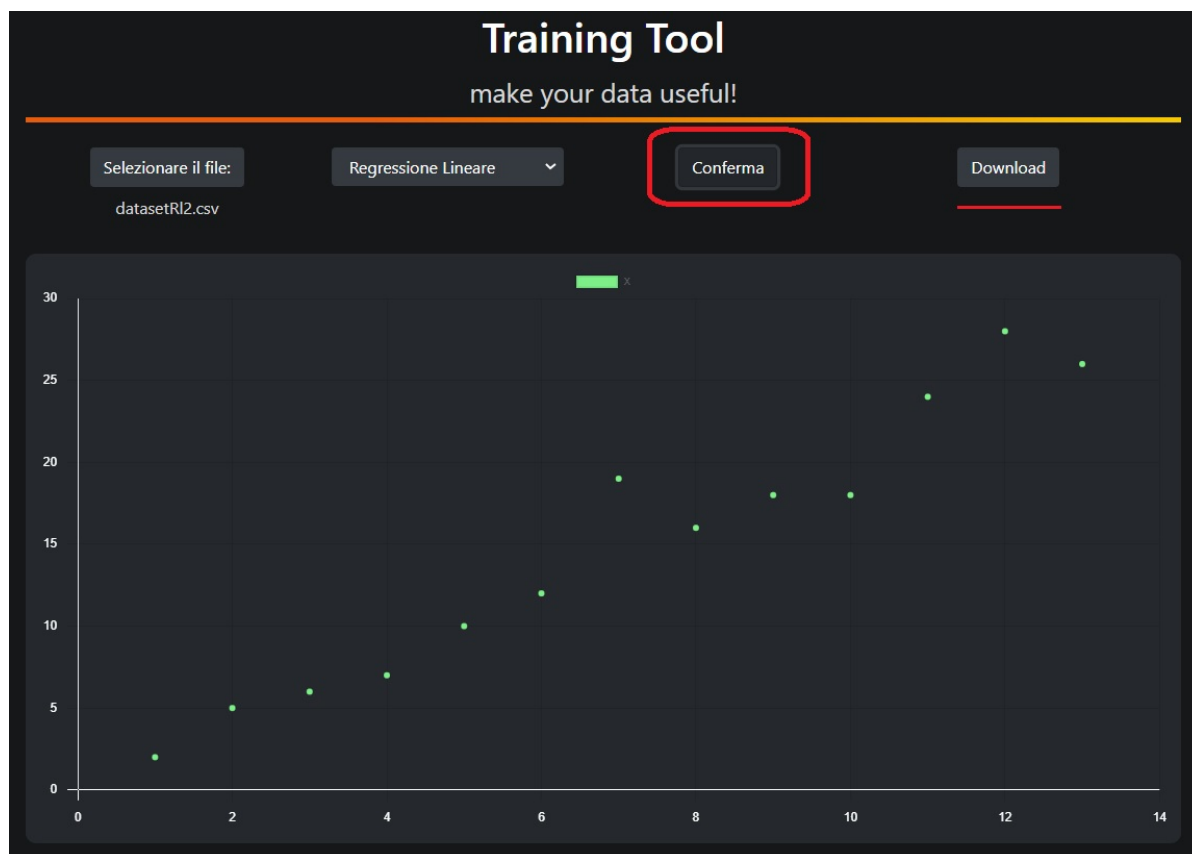 Training Tool
make your data useful!
Selezionare il file:
Regressione Lineare
Conferma
Download
datasetRl2.csv
x
30
25
20
15
10
5
0
0 2 4 6 8 10 12 14